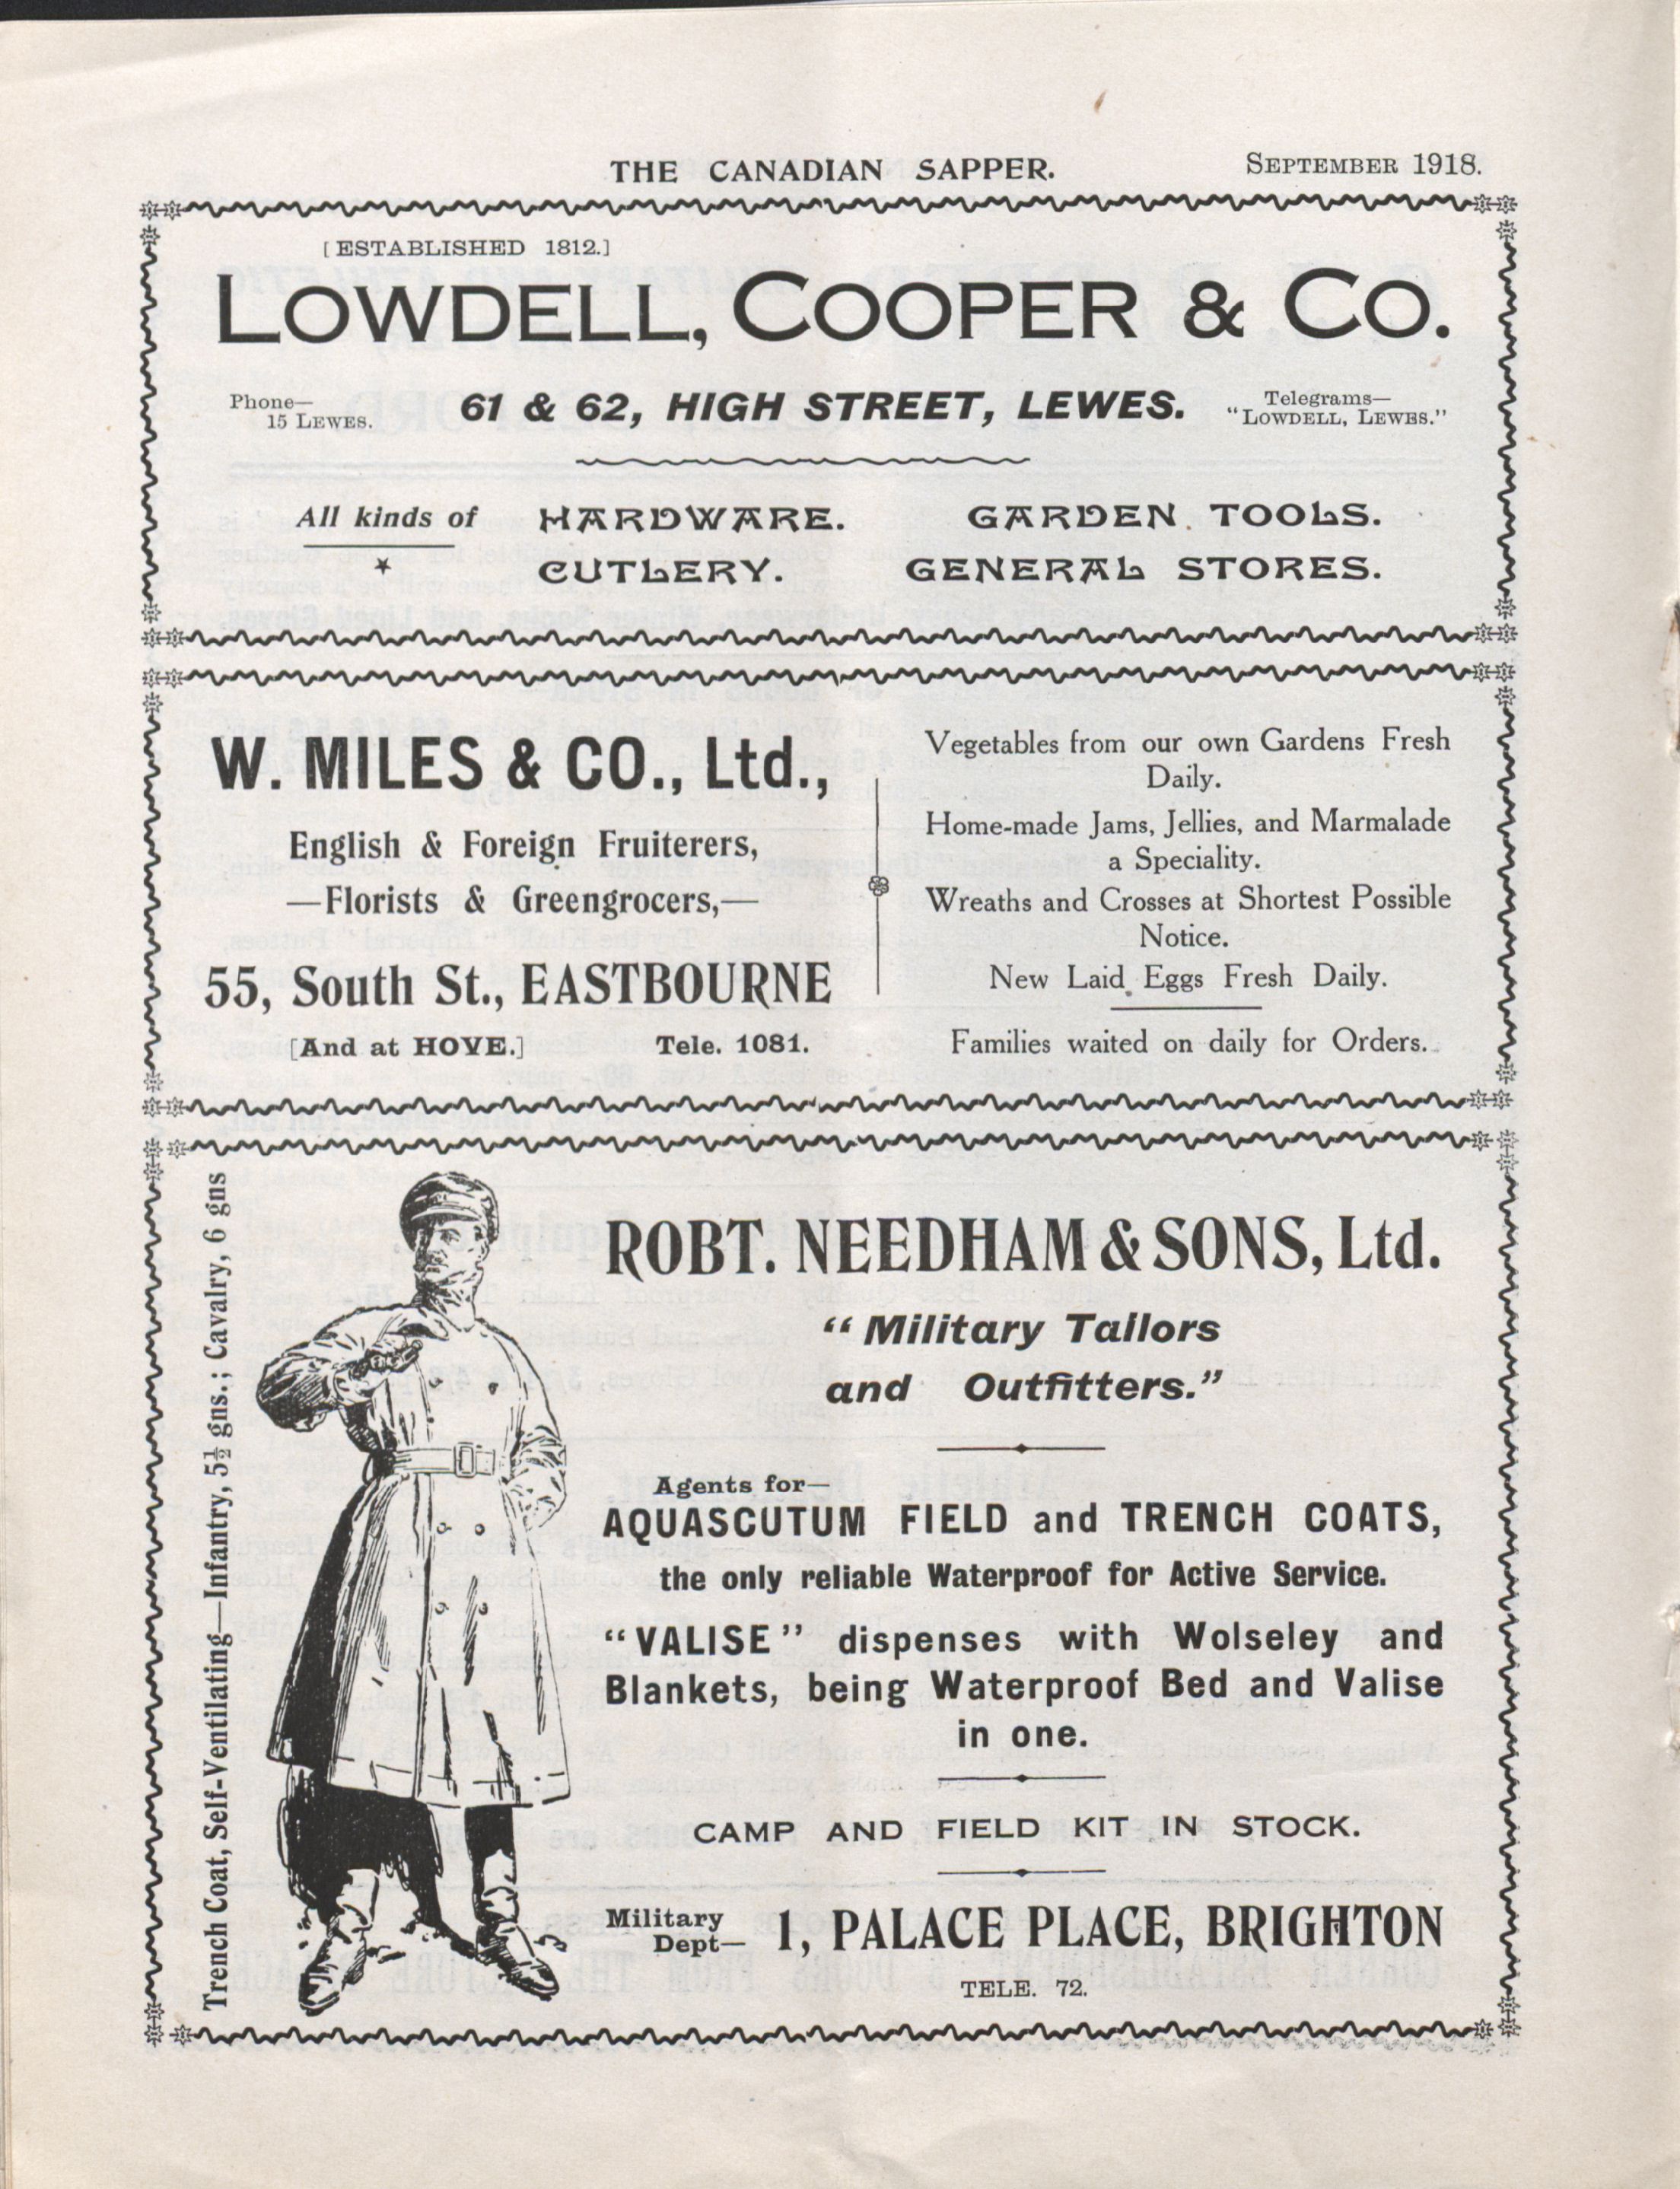 THE CANADIAN SAPPER. SEPTEMBER 1918.
[ESTABLISHED 1812.]
LOWDELL, COOPER & CO.
Phone—
15 LEWES.
61 & 62, HIGH STREET, LEWES.
Telegrams—
"LOWDELL, LEWES."
All kinds of HARDWARE. GARDEN TOOLS.
CUTLERY. GENERAL STORES.
W. MILES & CO., Ltd.,
English & Foreign Fruiterers,
—Florists & Greengrocers,—
55, South St., EASTBOURNE
[And at HOVE.] Tele. 1081.
Vegetables from our own Gardens Fresh
Daily.
Home-made Jams, Jellies, and Marmalade
a Speciality.
Wreaths and Crosses at Shortest Possible
Notice.
New Laid Eggs Fresh Daily.
Families waited on daily for Orders.
Trench Coat, Self-Ventilating—Infantry, 5½ gns.; Cavalry, 6 gns
ROBT. NEEDHAM & SONS, Ltd.
"Military Tailors
and Outfitters."
Agents for—
AQUASCUTUM FIELD and TRENCH COATS,
the only reliable Waterproof for Active Service.
"VALISE" dispenses with Wolseley and
Blankets, being Waterproof Bed and Valise
in one.
CAMP AND FIELD KIT IN STOCK.
Military
Dept—
1, PALACE PLACE, BRIGHTON
TELE. 72.